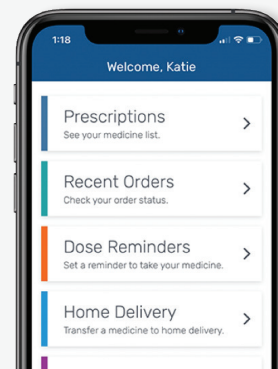 1:18
Welcome, Katie
Prescriptions
See your medicine list.
Recent Orders
Check your order status.
Dose Reminders
Set a reminder to take your medicine.
Home Delivery
Transfer a medicine to home delivery.